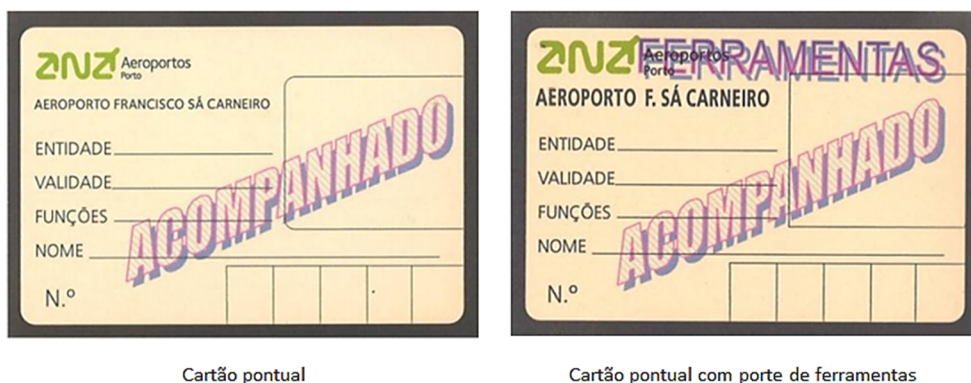 ANA Aeroportos
Porto
AEROPORTO FRANCISCO SÁ CARNEIRO
ENTIDADE
VALIDADE
FUNÇÕES
NOME
ACOMPANHADO
N.º
Cartão pontual
ANA Aeroportos
Porto
FERRAMENTAS
AEROPORTO F. SÁ CARNEIRO
ENTIDADE
VALIDADE
FUNÇÕES
NOME
ACOMPANHADO
N.º
Cartão pontual com porte de ferramentas